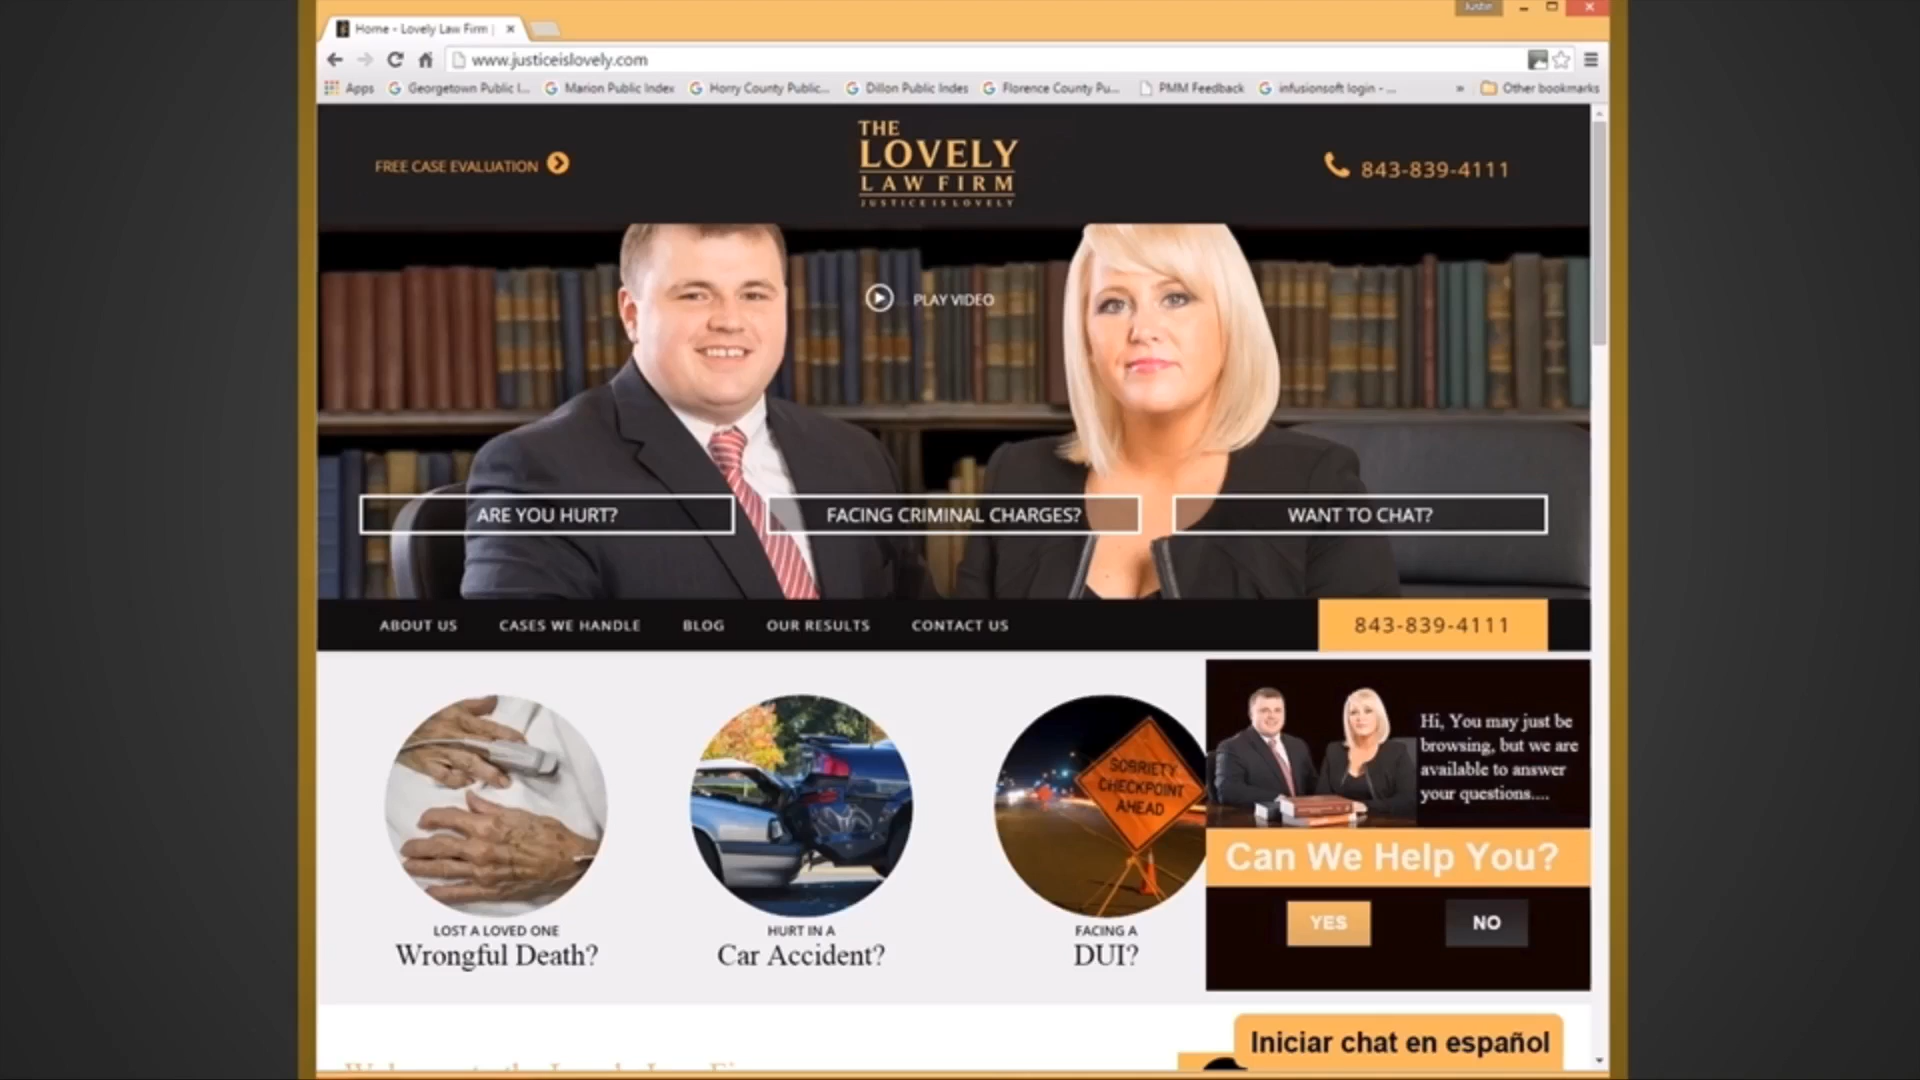 Justin
Home - Lovely Law Firm |
www.justiceislovely.com
Apps
Georgetown Public I...
Marion Public Index
Horry County Public...
Dillon Public Index
Florence County Pu...
PMM Feedback
infusionsoft login - ...
»
Other bookmarks
FREE CASE EVALUATION
THE
LOVELY
LAW FIRM
JUSTICE IS LOVELY
843-839-4111
PLAY VIDEO
ARE YOU HURT?
FACING CRIMINAL CHARGES?
WANT TO CHAT?
ABOUT US
CASES WE HANDLE
BLOG
OUR RESULTS
CONTACT US
843-839-4111
SOBRIETY
CHECKPOINT
AHEAD
Hi, You may just be
browsing, but we are
available to answer
your questions....
Can We Help You?
YES
NO
LOST A LOVED ONE
Wrongful Death?
HURT IN A
Car Accident?
FACING A
DUI?
Iniciar chat en español